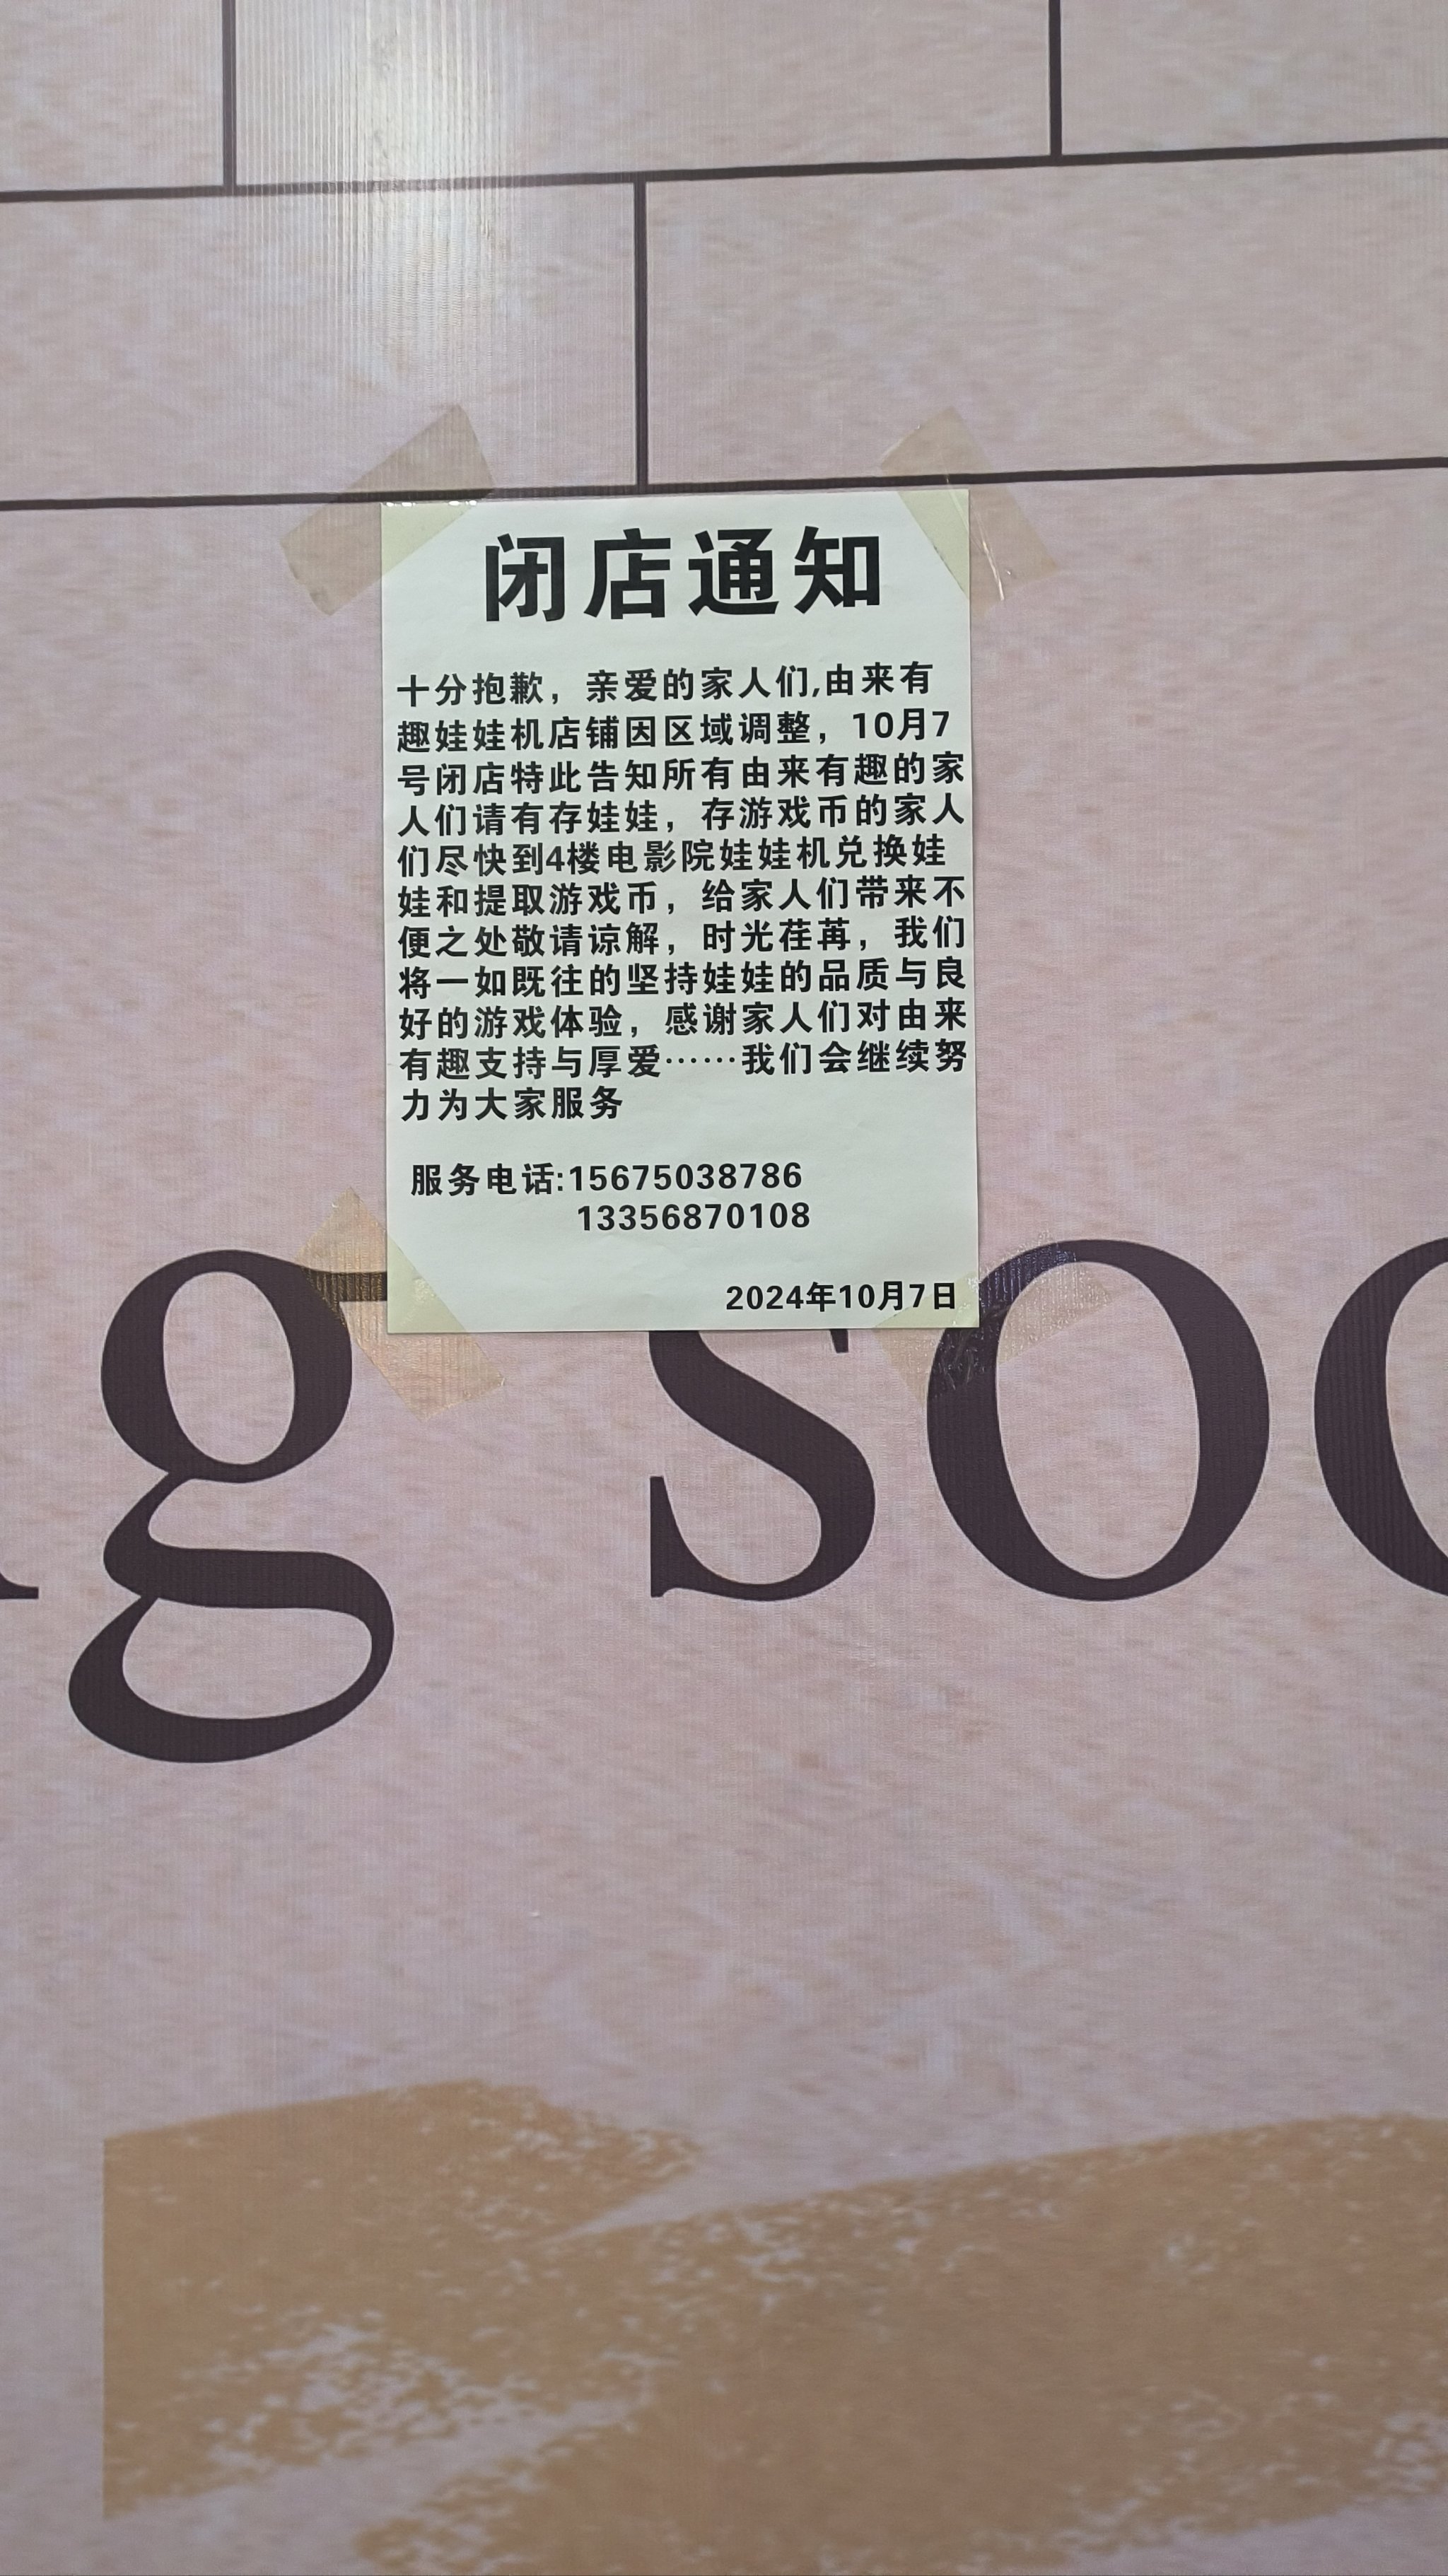 闭店通知
十分抱歉，亲爱的家人们,由来有
趣娃娃机店铺因区域调整，10月7
号闭店特此告知所有由来有趣的家
人们请有存娃娃，存游戏币的家人
们尽快到4楼电影院娃娃机兑换娃
娃和提取游戏币，给家人们带来不
便之处敬请谅解，时光荏苒，我们
将一如既往的坚持娃娃的品质与良
好的游戏体验，感谢家人们对由来
有趣支持与厚爱……我们会继续努
力为大家服务
服务电话:15675038786
13356870108
2024年10月7日
g soo